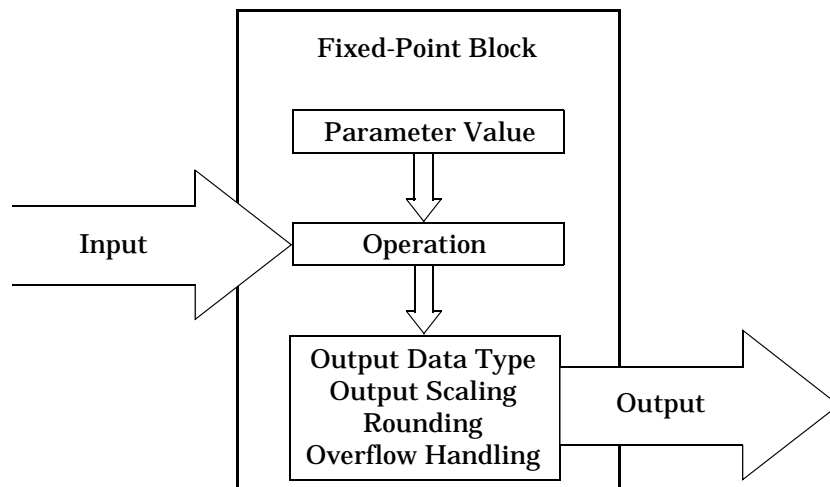 Fixed-Point Block
Parameter Value
Input
Operation
Output Data Type
Output Scaling
Rounding
Overflow Handling
Output